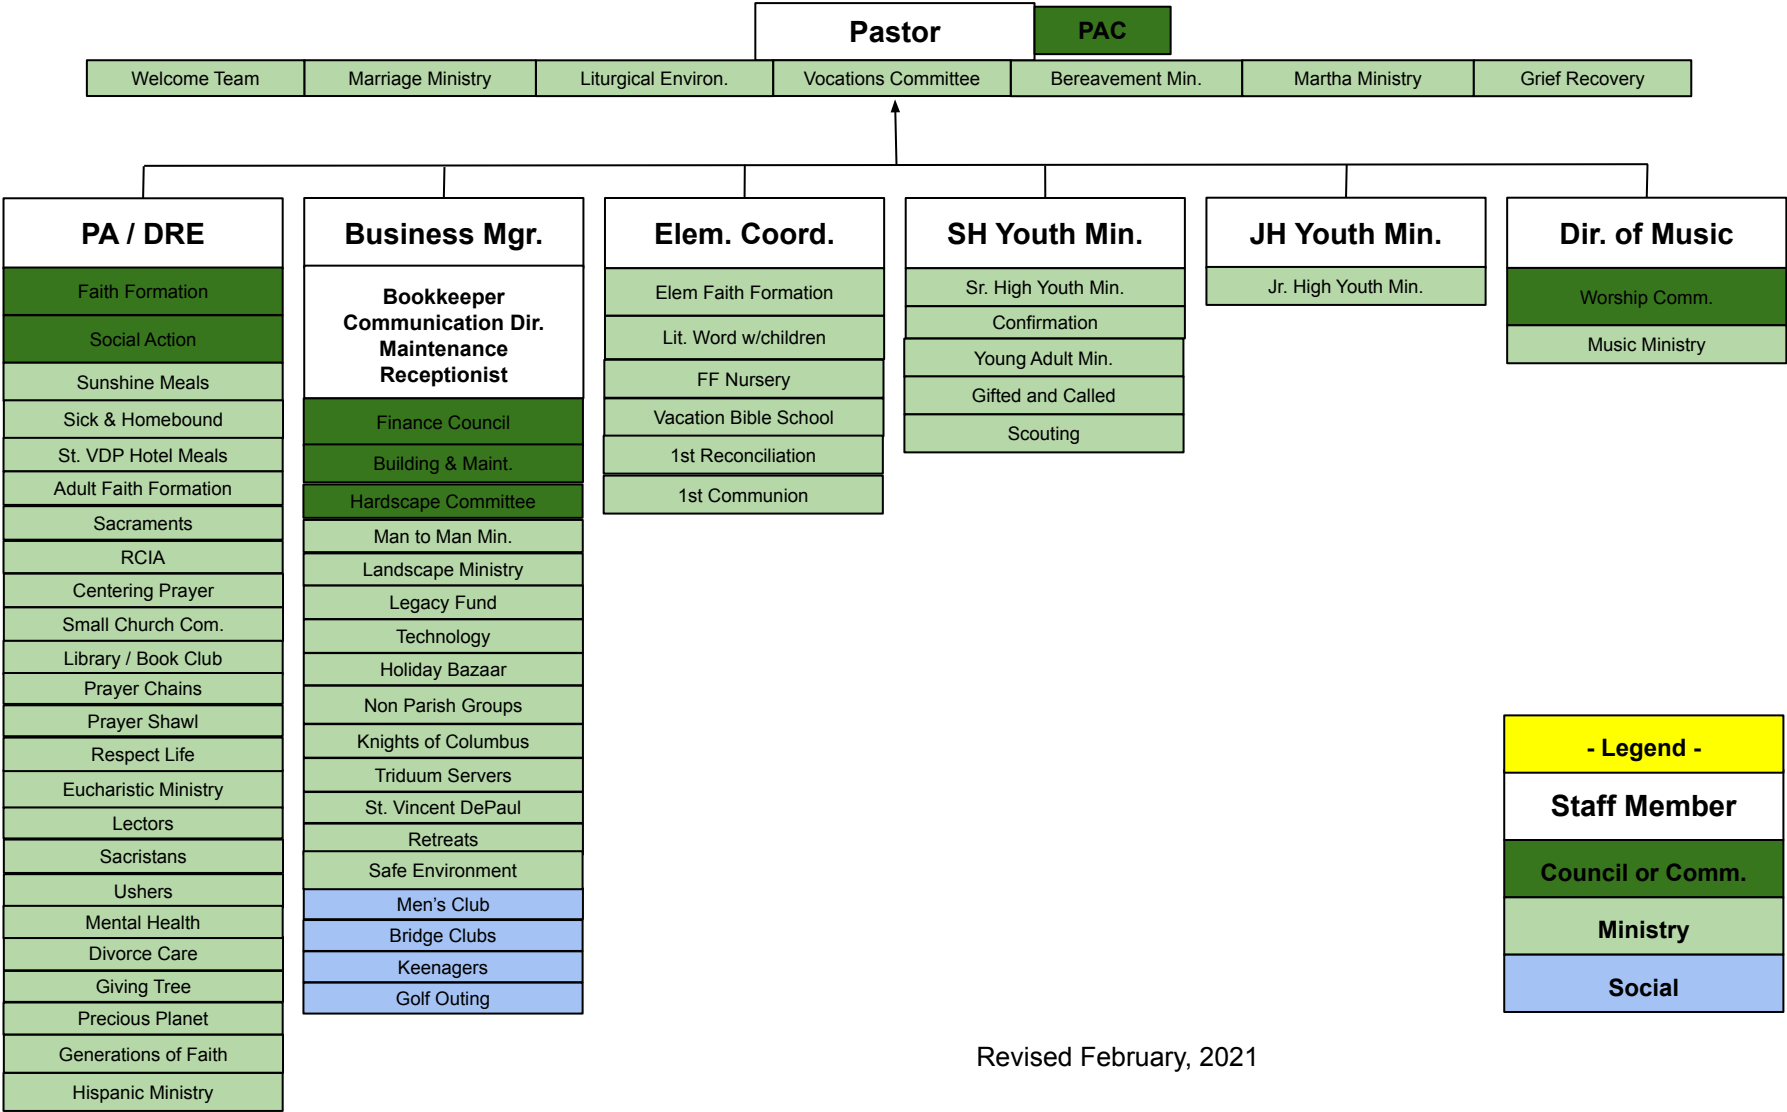 Pastor
PAC
Welcome Team
Marriage Ministry
Liturgical Environ.
Vocations Committee
Bereavement Min.
Martha Ministry
Grief Recovery
PA / DRE
Faith Formation
Social Action
Sunshine Meals
Sick & Homebound
St. VDP Hotel Meals
Adult Faith Formation
Sacraments
RCIA
Centering Prayer
Small Church Com.
Library / Book Club
Prayer Chains
Prayer Shawl
Respect Life
Eucharistic Ministry
Lectors
Sacristans
Ushers
Mental Health
Divorce Care
Giving Tree
Precious Planet
Generations of Faith
Hispanic Ministry
Business Mgr.
Bookkeeper
Communication Dir.
Maintenance
Receptionist
Finance Council
Building & Maint.
Hardscape Committee
Man to Man Min.
Landscape Ministry
Legacy Fund
Technology
Holiday Bazaar
Non Parish Groups
Knights of Columbus
Triduum Servers
St. Vincent DePaul
Retreats
Safe Environment
Men’s Club
Bridge Clubs
Keenagers
Golf Outing
Elem. Coord.
Elem Faith Formation
Lit. Word w/children
FF Nursery
Vacation Bible School
1st Reconciliation
1st Communion
SH Youth Min.
Sr. High Youth Min.
Confirmation
Young Adult Min.
Gifted and Called
Scouting
JH Youth Min.
Jr. High Youth Min.
Dir. of Music
Worship Comm.
Music Ministry
- Legend -
Staff Member
Council or Comm.
Ministry
Social
Revised February, 2021